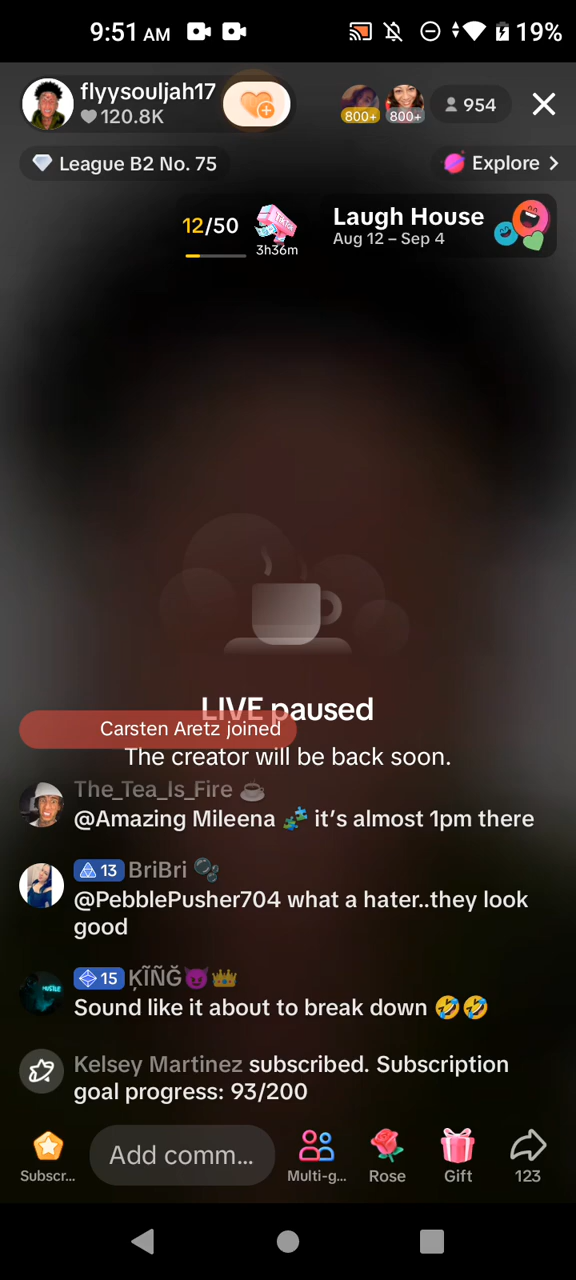 9:51 AM
19%
flyysouljah17
120.8K
800+
800+
954
League B2 No. 75
Explore >
12/50
TikTok
3h36m
Laugh House
Aug 12 – Sep 4
LIVE paused
Carsten Aretz joined
The creator will be back soon.
The_Tea_Is_Fire ☕
@Amazing Mileena 🧩 it's almost 1pm there
13 BriBri 🫧
@PebblePusher704 what a hater..they look
good
HUSTLE
15 ĶĨÑĞ😈👑
Sound like it about to break down 🤣🤣
Kelsey Martinez subscribed. Subscription
goal progress: 93/200
Subscr...
Add comm...
Multi-g...
Rose
Gift
123